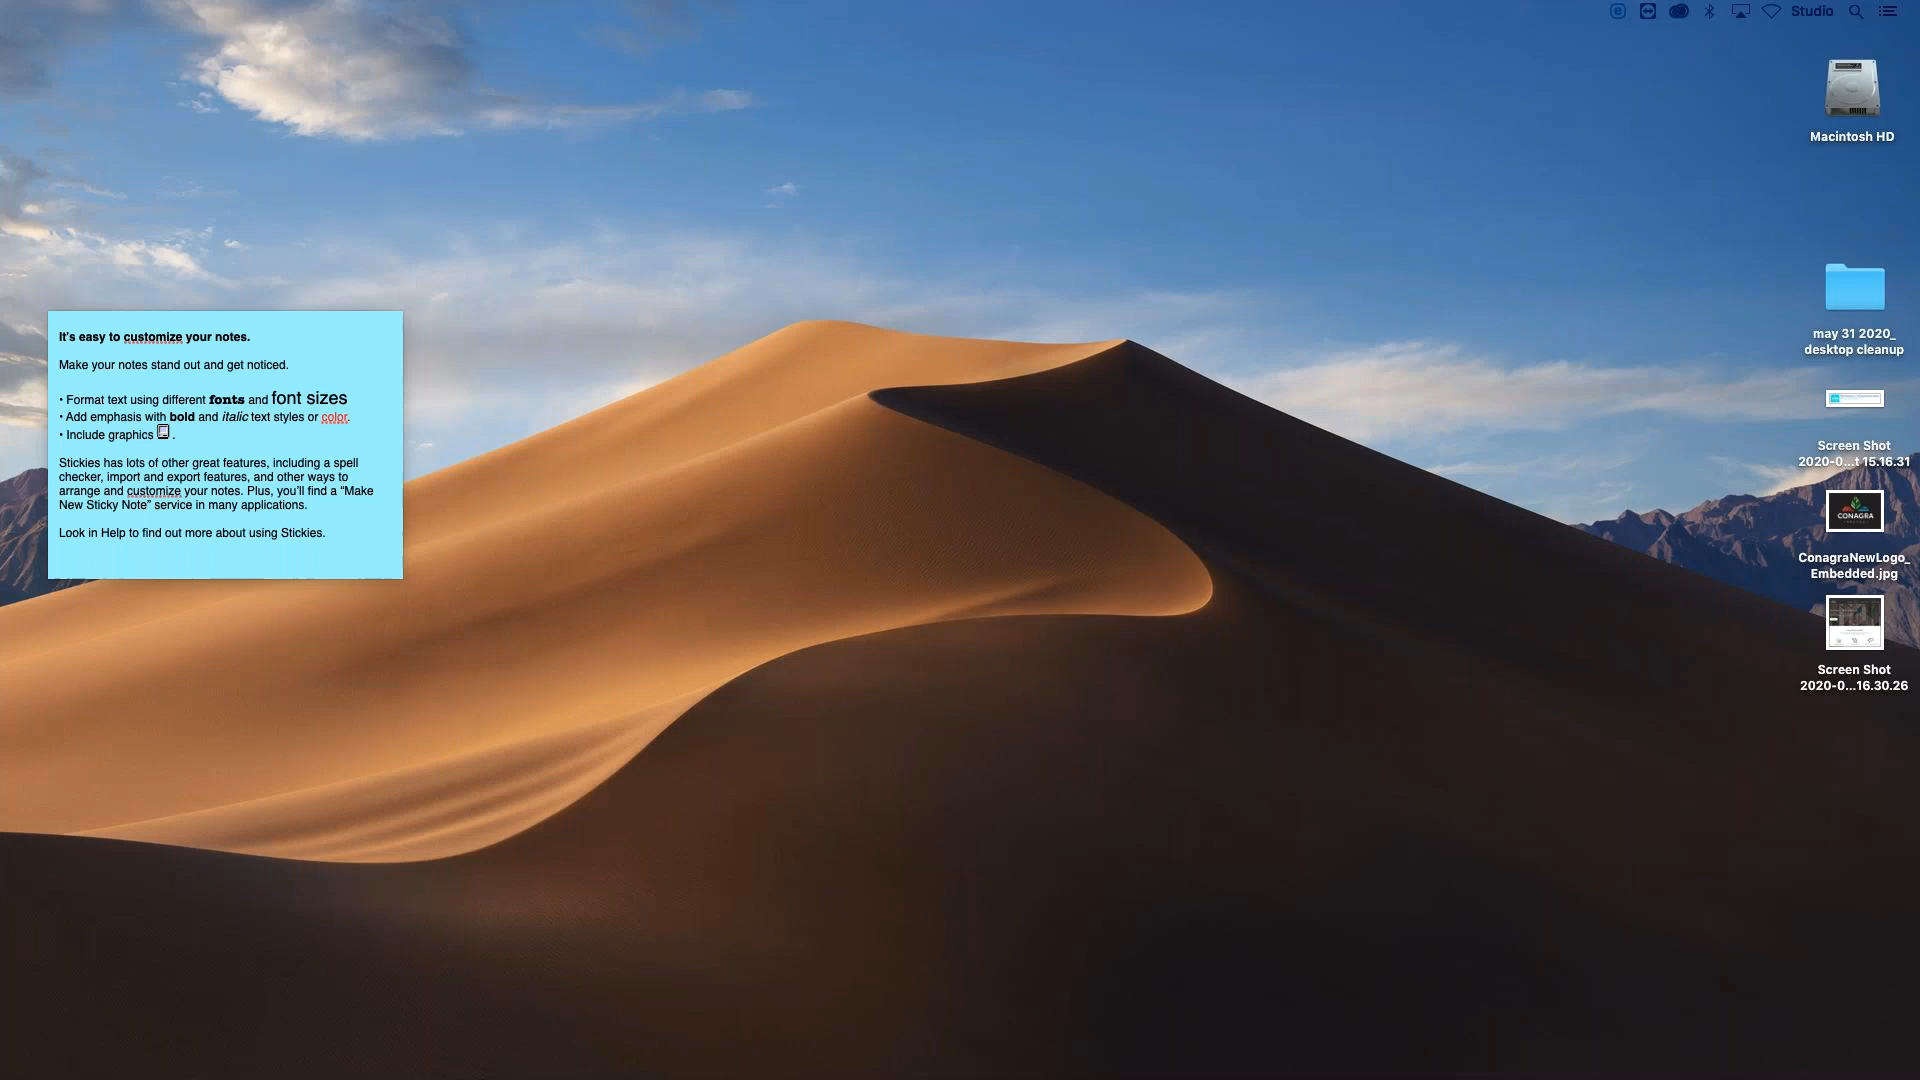 Studio
Macintosh HD
may 31 2020_
desktop cleanup
Screen Shot
2020-0...t 15.16.31
CONAGRA
ConagraNewLogo_
Embedded.jpg
Screen Shot
2020-0...16.30.26
It’s easy to customize your notes.
Make your notes stand out and get noticed.
• Format text using different fonts and font sizes
• Add emphasis with bold and italic text styles or color.
• Include graphics .
Stickies has lots of other great features, including a spell
checker, import and export features, and other ways to
arrange and customize your notes. Plus, you’ll find a “Make
New Sticky Note” service in many applications.
Look in Help to find out more about using Stickies.